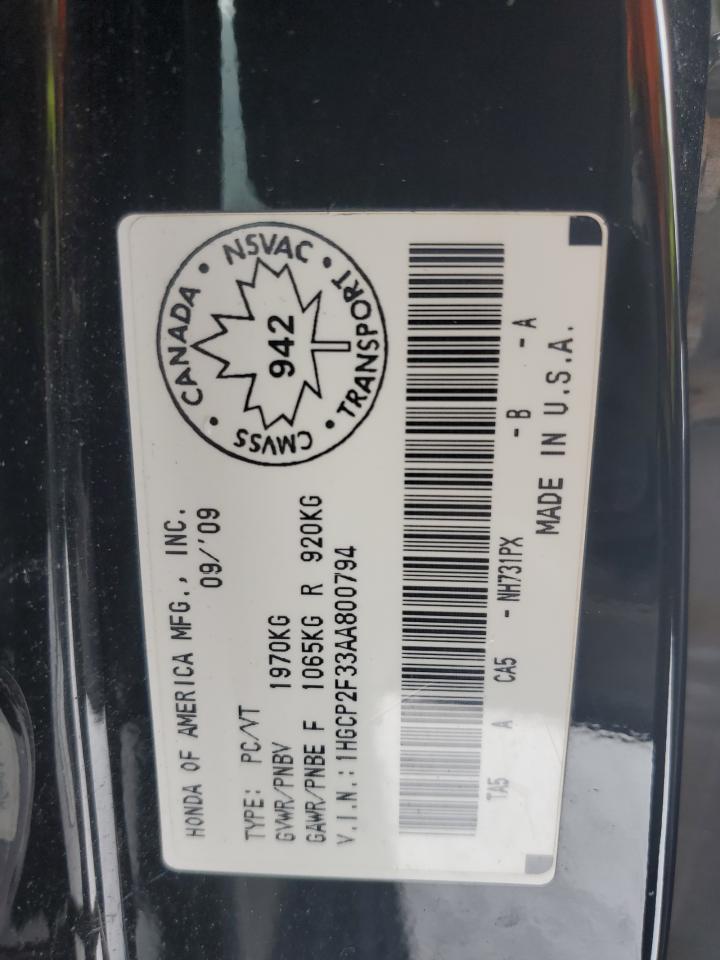 HONDA OF AMERICA MFG., INC.
09/'09
TYPE: PC/VT
GVWR/PNBV 1970KG
GAWR/PNBE F 1065KG R 920KG
V.I.N.: 1HGCP2F33AA800794
CANADA • NSVAC • TRANSPORT • CMVSS •
942
TA5 A CA5 - NH731PX - B - A
MADE IN U.S.A.